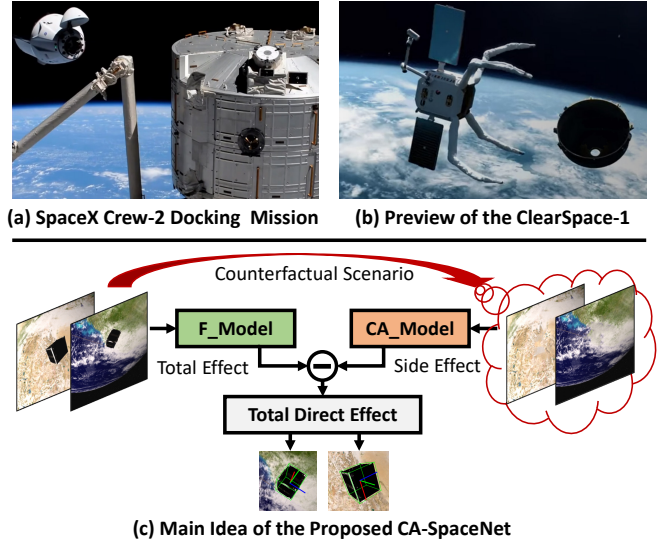 (a) SpaceX Crew-2 Docking Mission
(b) Preview of the ClearSpace-1
Counterfactual Scenario
F_Model
CA_Model
Total Effect
Side Effect
Total Direct Effect
(c) Main Idea of the Proposed CA-SpaceNet